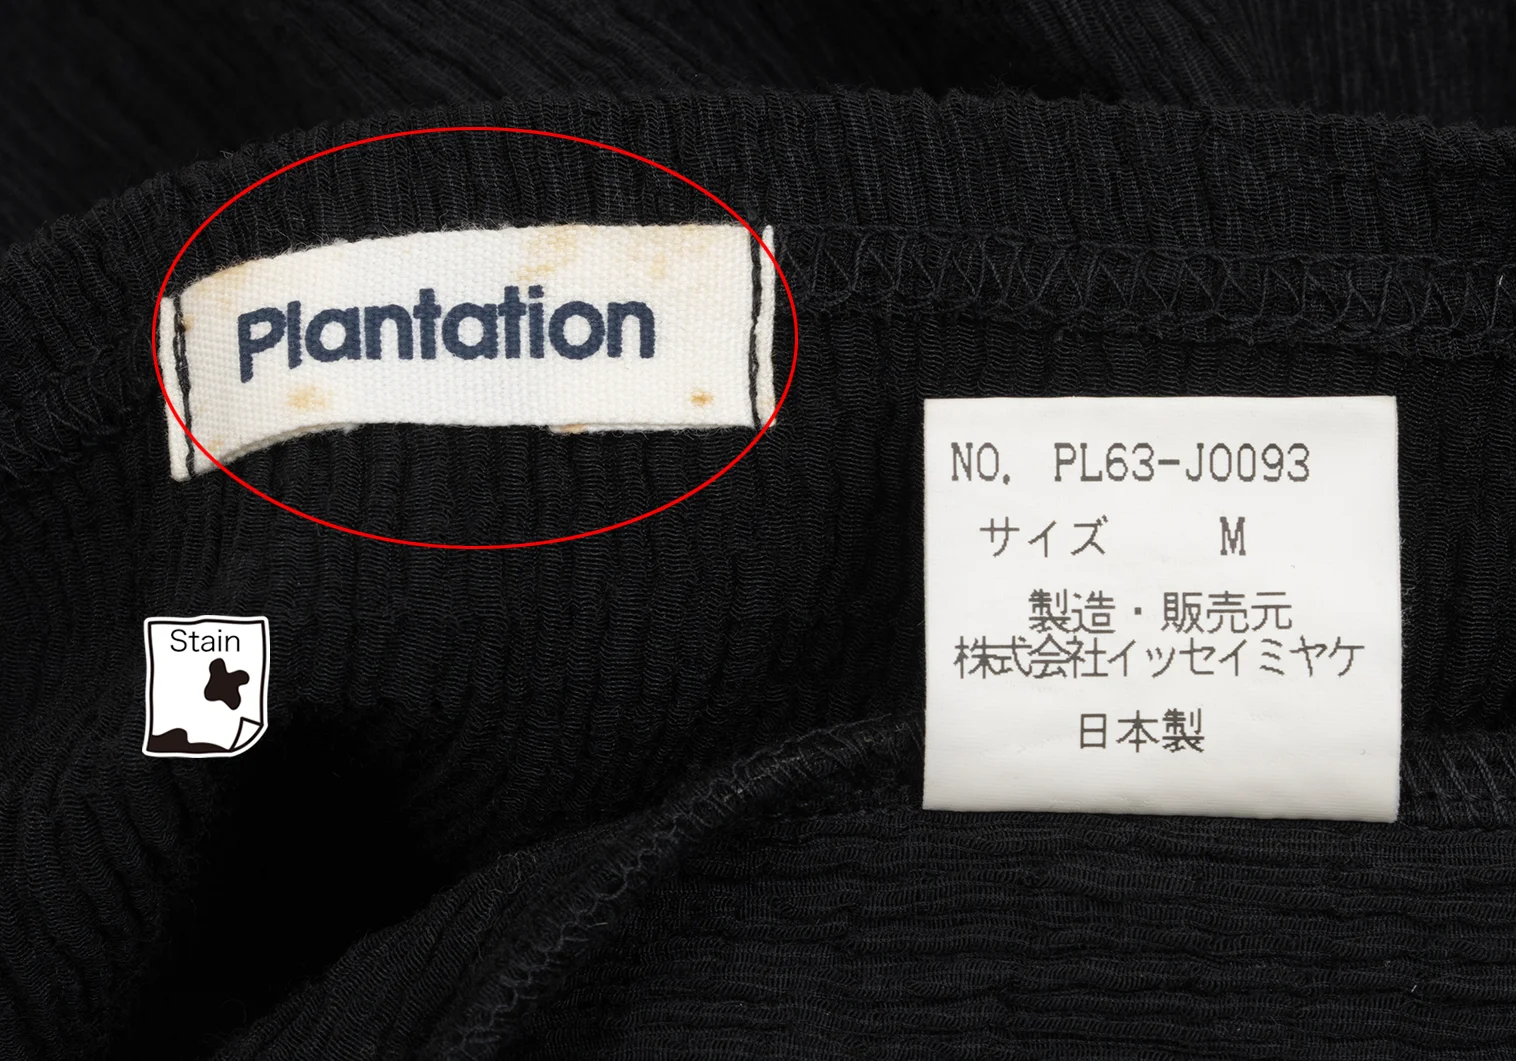 Plantation
NO. PL63-J0093
サイズ M
製造・販売元
株式会社イッセイミヤケ
日本製
Stain